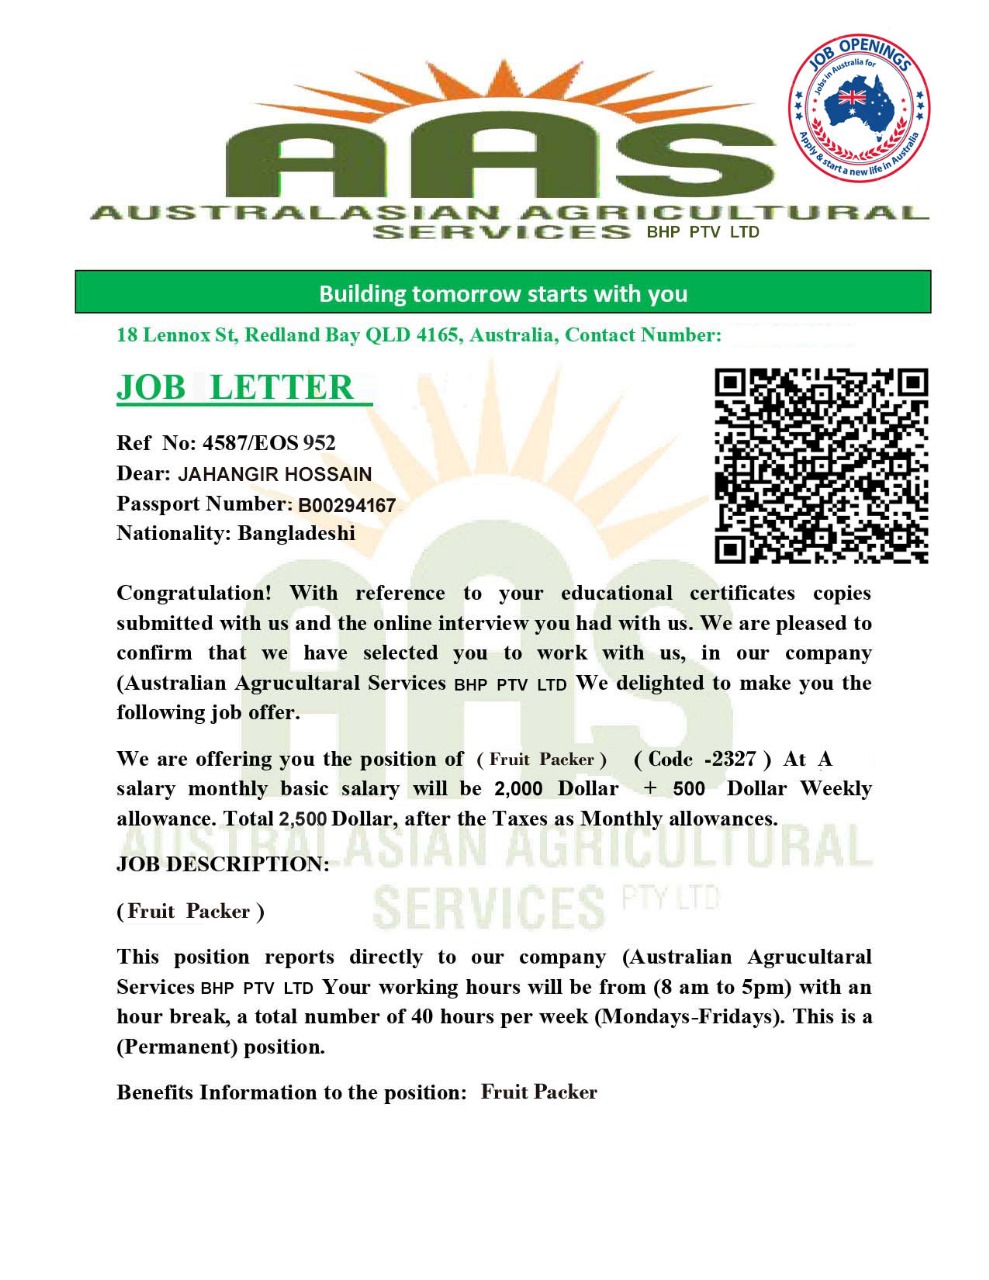 JOB OPENINGS
Jobs in Australia for
Apply & start a new life in Australia
AAS
AUSTRALASIAN AGRICULTURAL
SERVICES BHP PTV LTD
Building tomorrow starts with you
18 Lennox St, Redland Bay QLD 4165, Australia, Contact Number:
JOB LETTER
Ref No: 4587/EOS 952
Dear: JAHANGIR HOSSAIN
Passport Number: B00294167
Nationality: Bangladeshi
Congratulation! With reference to your educational certificates copies
submitted with us and the online interview you had with us. We are pleased to
confirm that we have selected you to work with us, in our company
(Australian Agrucultaral Services BHP PTV LTD We delighted to make you the
following job offer.
We are offering you the position of ( Fruit Packer ) ( Code -2327 ) At A
salary monthly basic salary will be 2,000 Dollar + 500 Dollar Weekly
allowance. Total 2,500 Dollar, after the Taxes as Monthly allowances.
JOB DESCRIPTION:
( Fruit Packer )
This position reports directly to our company (Australian Agrucultaral
Services BHP PTV LTD Your working hours will be from (8 am to 5pm) with an
hour break, a total number of 40 hours per week (Mondays-Fridays). This is a
(Permanent) position.
Benefits Information to the position: Fruit Packer
AAS
AUSTRALASIAN AGRICULTURAL
SERVICES PTY LTD